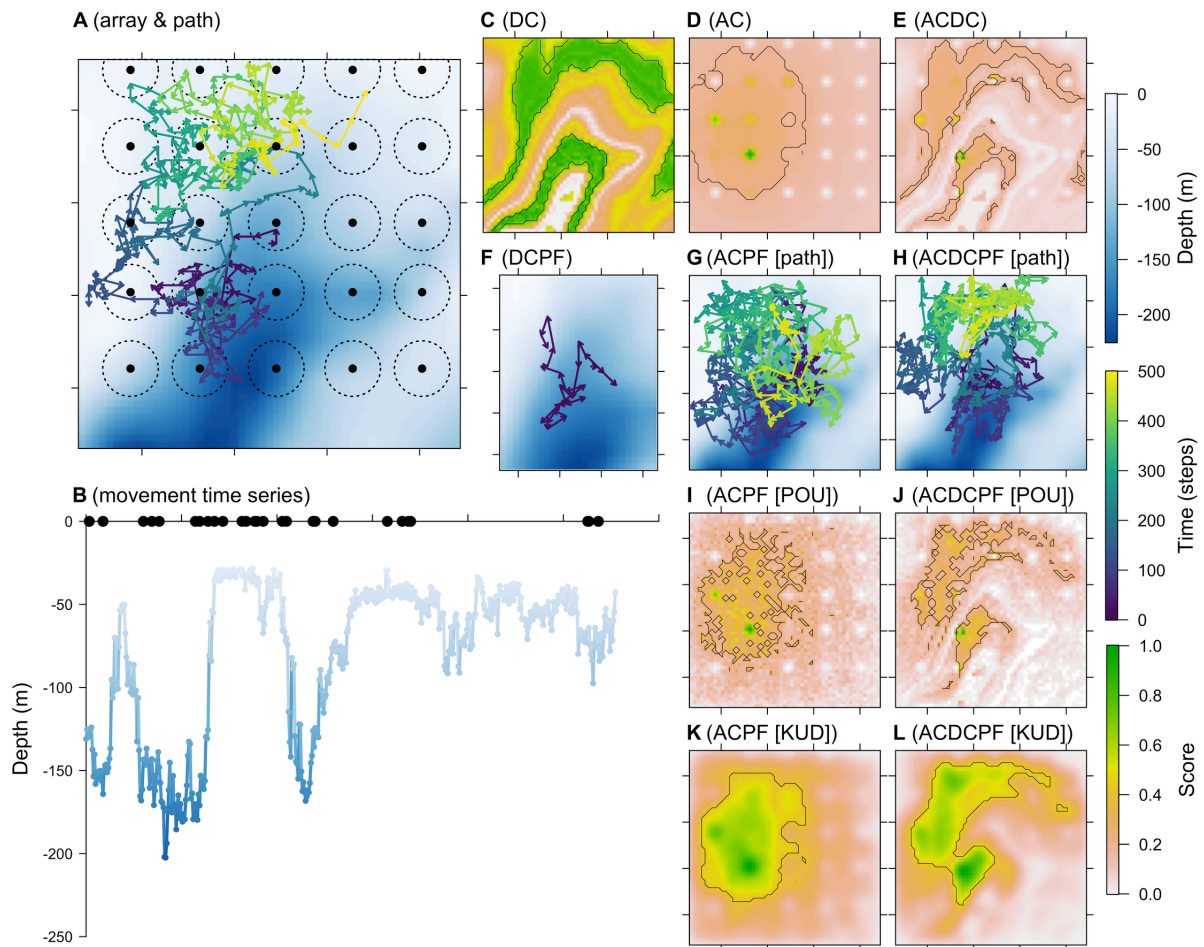 A (array & path)
C (DC)
D (AC)
E (ACDC)
F (DCPF)
G (ACPF [path])
H (ACDCPF [path])
0
-50
-100
-150
-200
Depth (m)
500
400
300
200
100
0
Time (steps)
B (movement time series)
0
-50
-100
-150
-200
-250
Depth (m)
I (ACPF [POU])
J (ACDCPF [POU])
K (ACPF [KUD])
L (ACDCPF [KUD])
1.0
0.8
0.6
0.4
0.2
0.0
Score